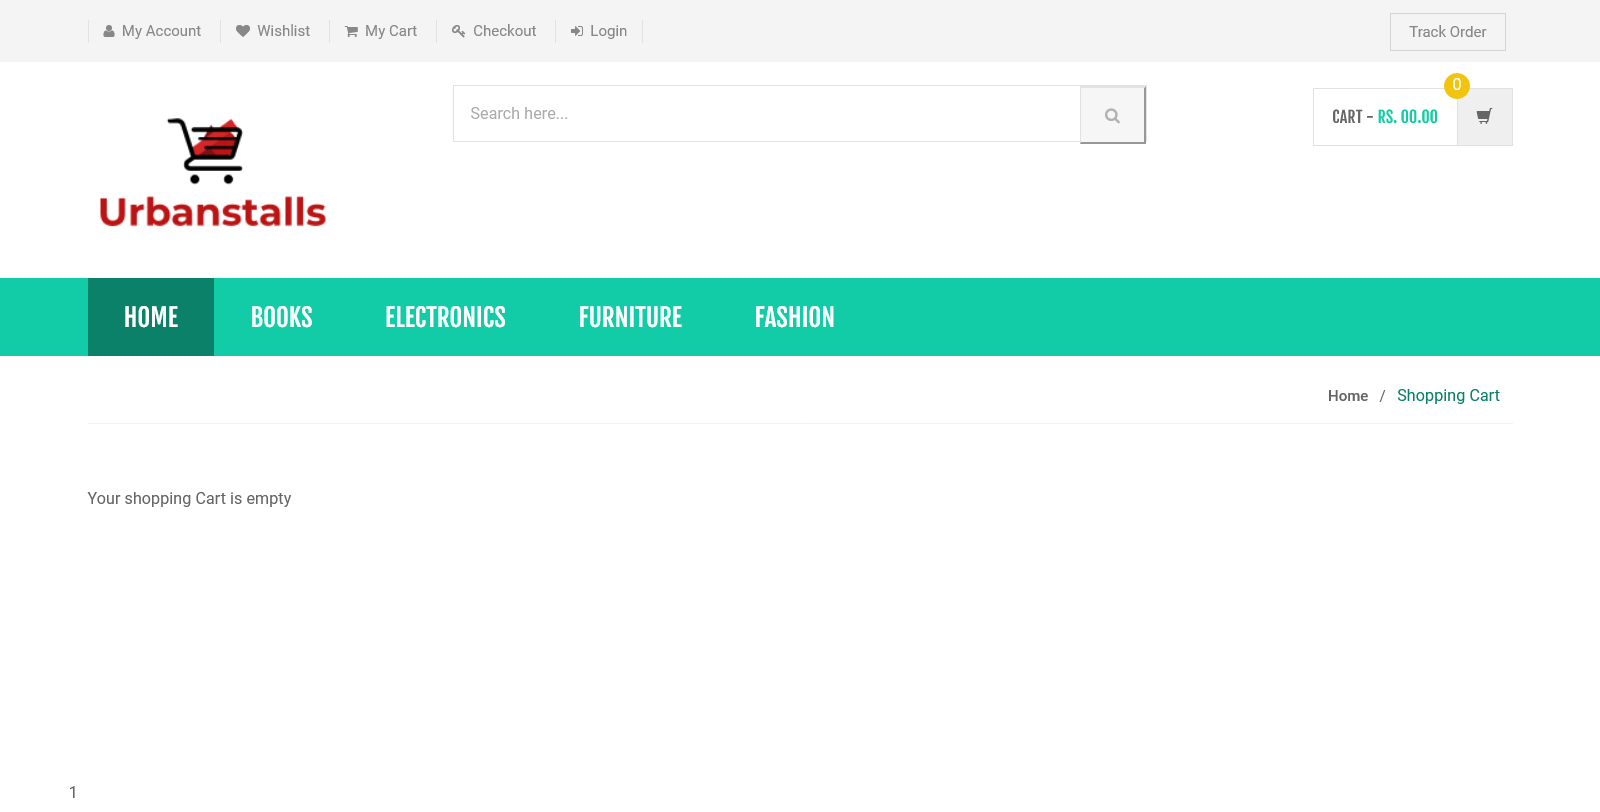 My Account Wishlist My Cart Checkout Login Track Order
Search here...
0
CART - RS. 00.00
Urbanstalls
HOME BOOKS ELECTRONICS FURNITURE FASHION
Home / Shopping Cart
Your shopping Cart is empty
1